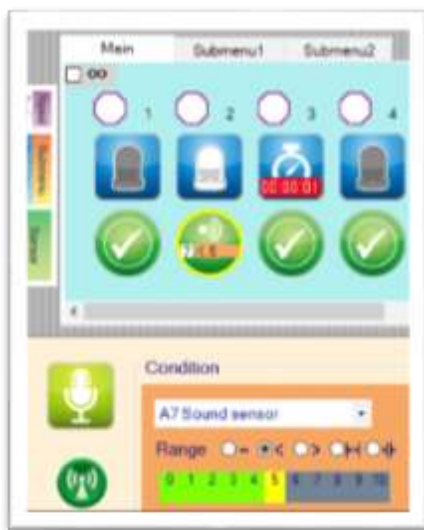 Main Submenu1 Submenu2
∞
1 2 3 4
00 00 01
Condition
A7 Sound sensor
Range = < >
0 1 2 3 4 5 6 7 8 9 10